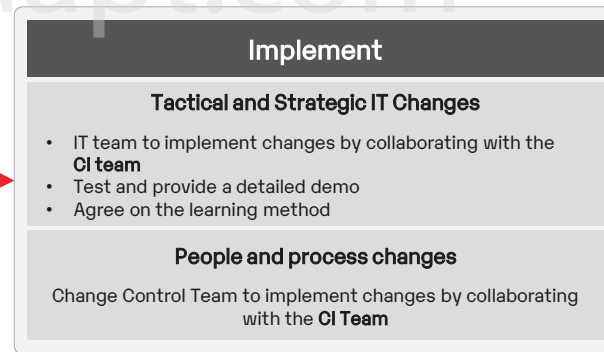 Implement
Tactical and Strategic IT Changes
• IT team to implement changes by collaborating with the
CI team
• Test and provide a detailed demo
• Agree on the learning method
People and process changes
Change Control Team to implement changes by collaborating
with the CI Team